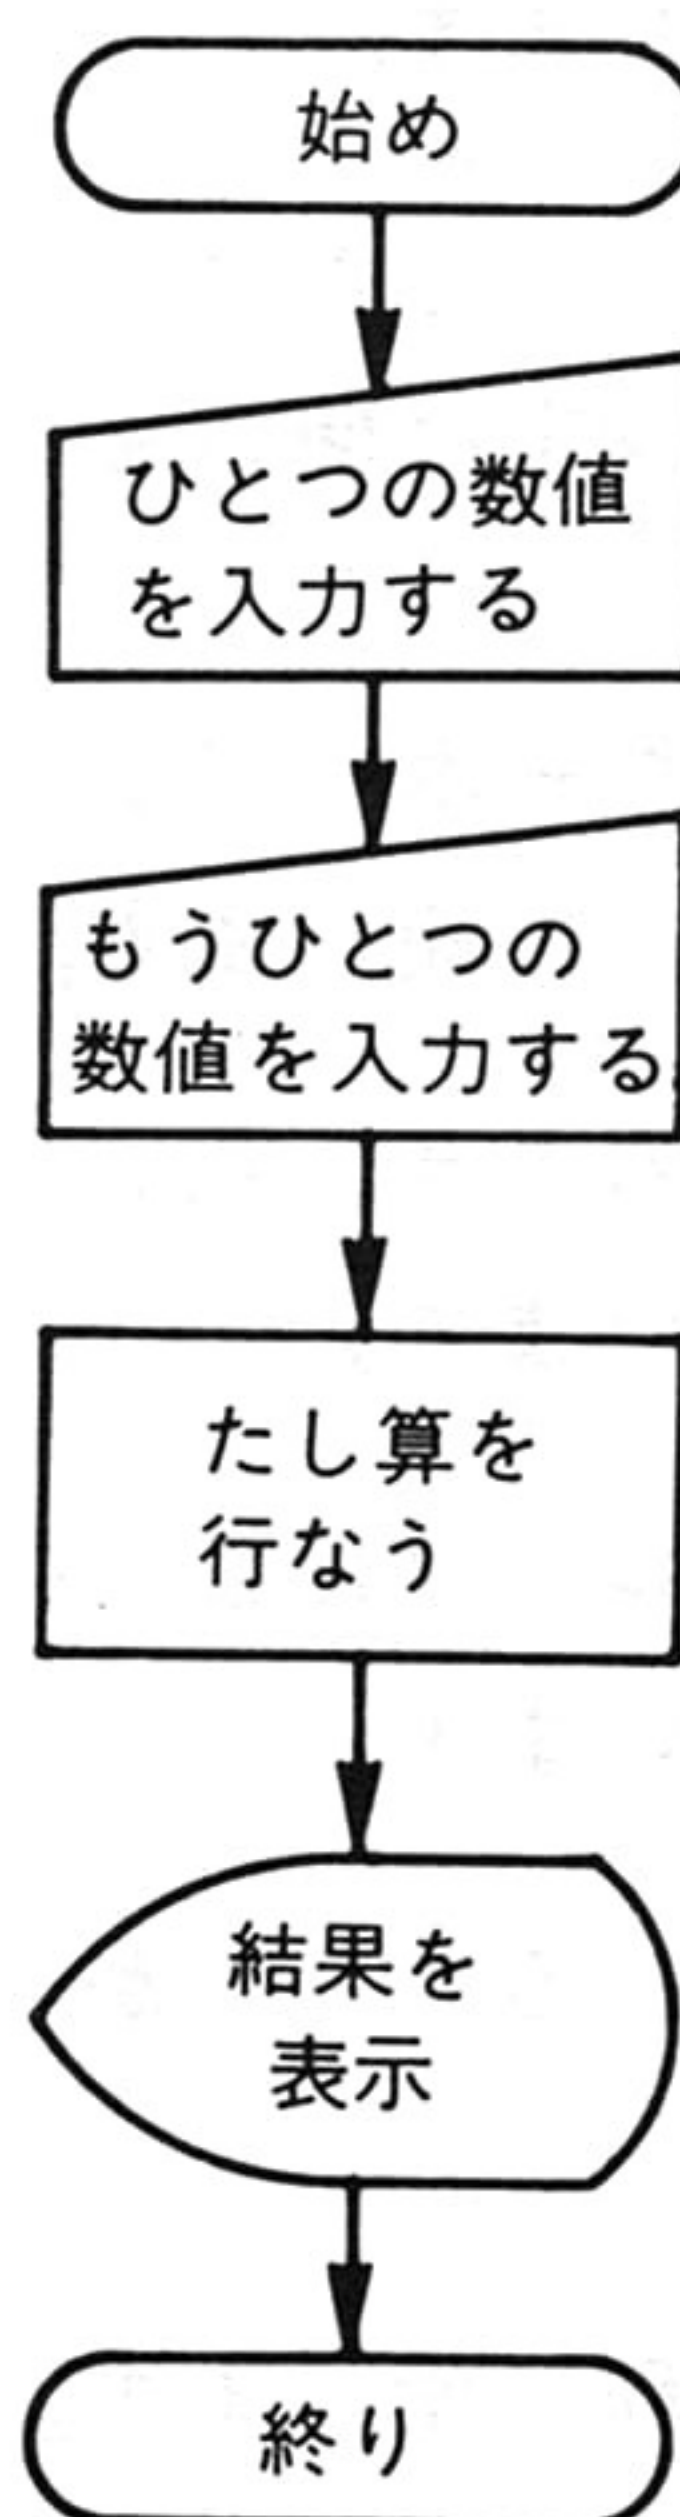 始め
ひとつの数値
を入力する
もうひとつの
数値を入力する
たし算を
行なう
結果を
表示
終り